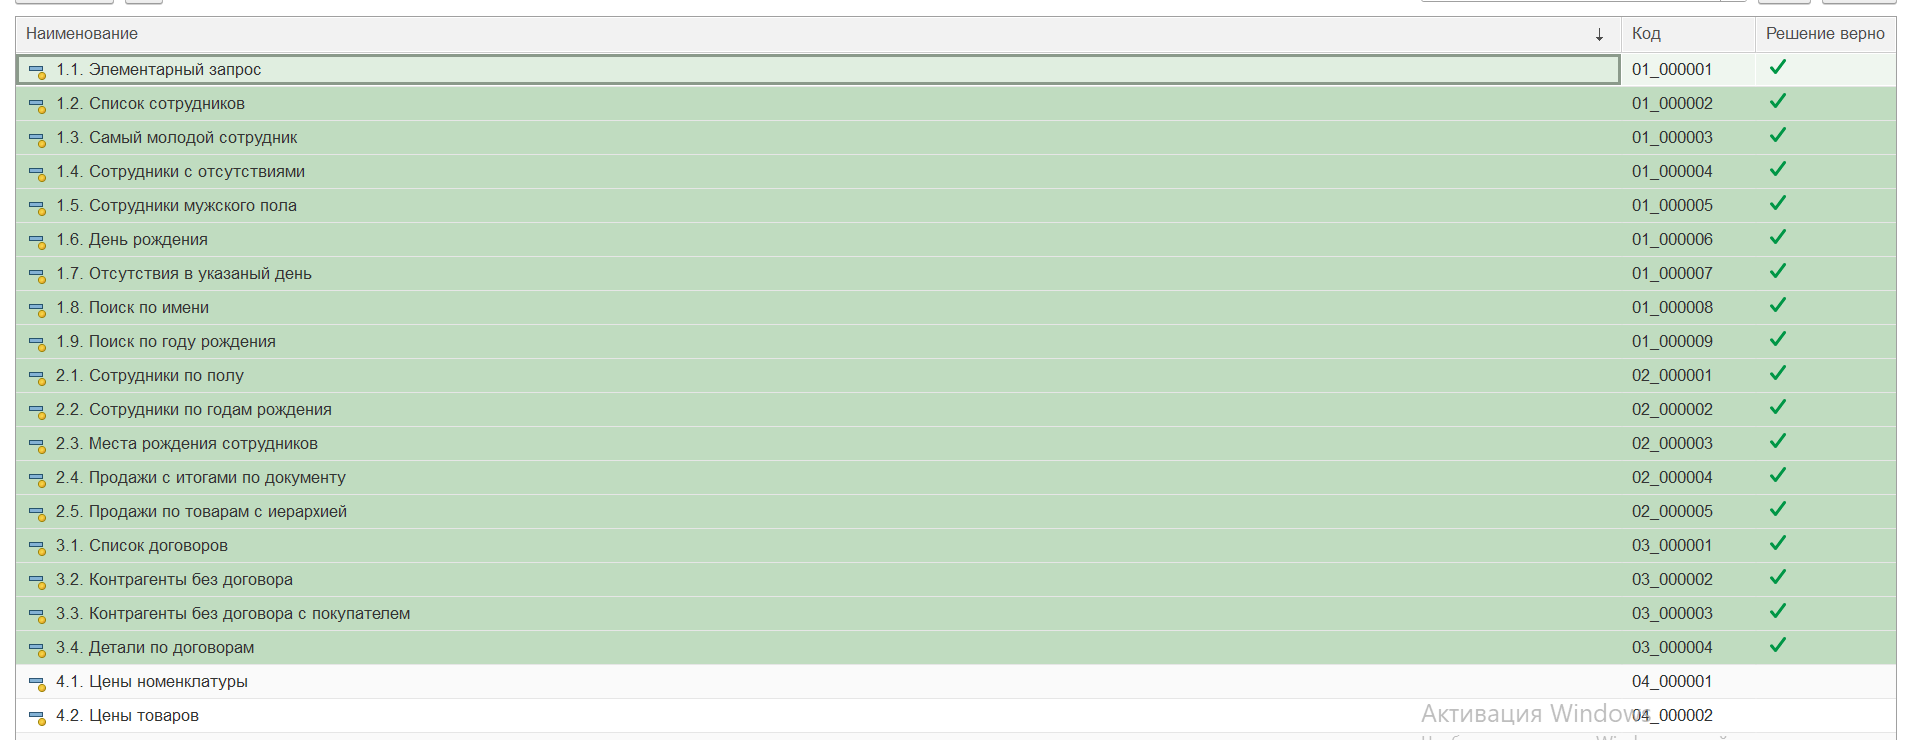 Наименование ↓ Код Решение верно
1.1. Элементарный запрос 01_000001
1.2. Список сотрудников 01_000002
1.3. Самый молодой сотрудник 01_000003
1.4. Сотрудники с отсутствиями 01_000004
1.5. Сотрудники мужского пола 01_000005
1.6. День рождения 01_000006
1.7. Отсутствия в указаный день 01_000007
1.8. Поиск по имени 01_000008
1.9. Поиск по году рождения 01_000009
2.1. Сотрудники по полу 02_000001
2.2. Сотрудники по годам рождения 02_000002
2.3. Места рождения сотрудников 02_000003
2.4. Продажи с итогами по документу 02_000004
2.5. Продажи по товарам с иерархией 02_000005
3.1. Список договоров 03_000001
3.2. Контрагенты без договора 03_000002
3.3. Контрагенты без договора с покупателем 03_000003
3.4. Детали по договорам 03_000004
4.1. Цены номенклатуры 04_000001
4.2. Цены товаров 04_000002
Активация Windows